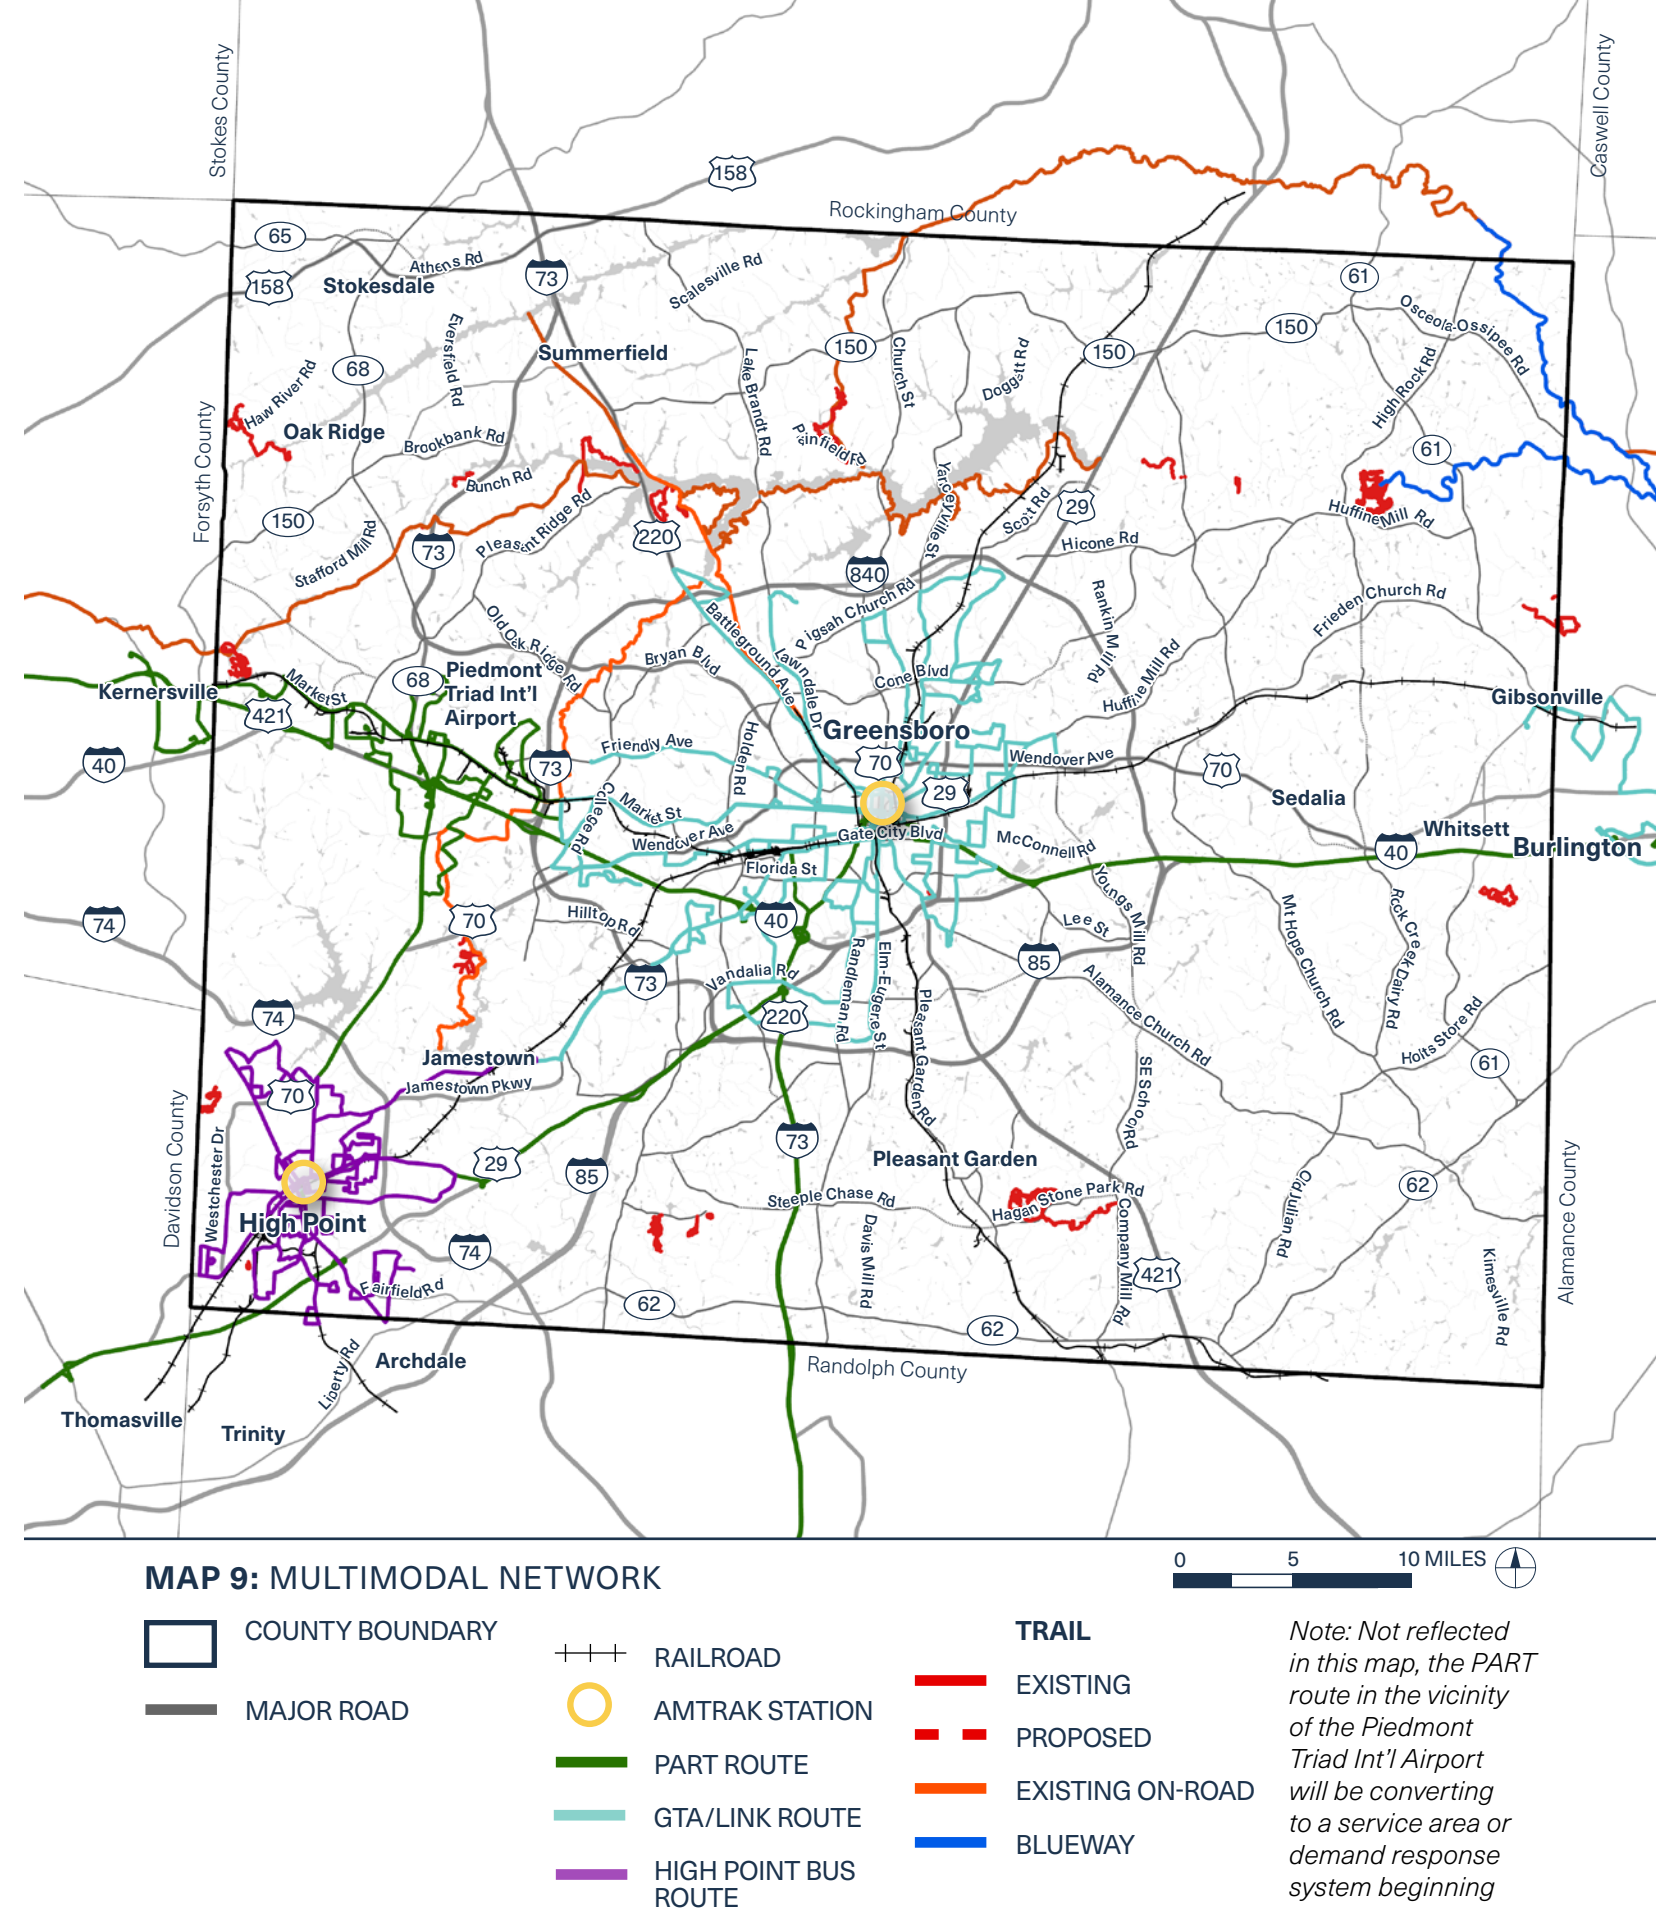 Stokes County
Caswell County
158
Rockingham County
65
Athens Rd
158
Stokesdale
73
Scalesville Rd
61
Osceola-Ossipee Rd
150
Eversfield Rd
Summerfield
150
Church St
Doggett Rd
150
Haw River Rd
68
Lake Brandt Rd
High Rock Rd
Oak Ridge
Brookbank Rd
Pinfield Rd
61
Forsyth County
Bunch Rd
Yanceyville St
150
Pleasant Ridge Rd
220
Scott Rd
29
Huffine Mill Rd
Stafford Mill Rd
73
Hicone Rd
840
Pigsah Church Rd
Rankin Mill Rd
Frieden Church Rd
Old Oak Ridge Rd
Battleground Ave
Lawndale Dr
Bryan Blvd
Cone Blvd
Huffine Mill Rd
Kernersville
Market St
68
Piedmont
Triad Int'l
Airport
Gibsonville
421
Greensboro
40
73
Friendly Ave
Holden Rd
70
Wendover Ave
70
29
Sedalia
College Rd
Market St
Wendover Ave
Gate City Blvd
McConnell Rd
Whitsett
40
Burlington
Florida St
Youngs Mill Rd
74
70
Hilltop Rd
40
Lee St
Mt Hope Church Rd
Rock Creek Dairy Rd
73
Vandalia Rd
Randleman Rd
Elm-Eugene St
85
Alamance Church Rd
74
220
Pleasant Garden Rd
Holts Store Rd
Jamestown
Jamestown Pkwy
61
70
SE School Rd
Davidson County
Westchester Dr
29
85
73
Pleasant Garden
Alamance County
Steeple Chase Rd
Hagan Stone Park Rd
62
High Point
74
Davis Mill Rd
Company Mill Rd
Old Julian Rd
421
Kimesville Rd
Fairfield Rd
62
62
Archdale
Liberty Rd
Randolph County
Thomasville
Trinity
MAP 9: MULTIMODAL NETWORK
0 5 10 MILES
COUNTY BOUNDARY
MAJOR ROAD
RAILROAD
AMTRAK STATION
PART ROUTE
GTA/LINK ROUTE
HIGH POINT BUS
ROUTE
TRAIL
EXISTING
PROPOSED
EXISTING ON-ROAD
BLUEWAY
Note: Not reflected
in this map, the PART
route in the vicinity
of the Piedmont
Triad Int'l Airport
will be converting
to a service area or
demand response
system beginning